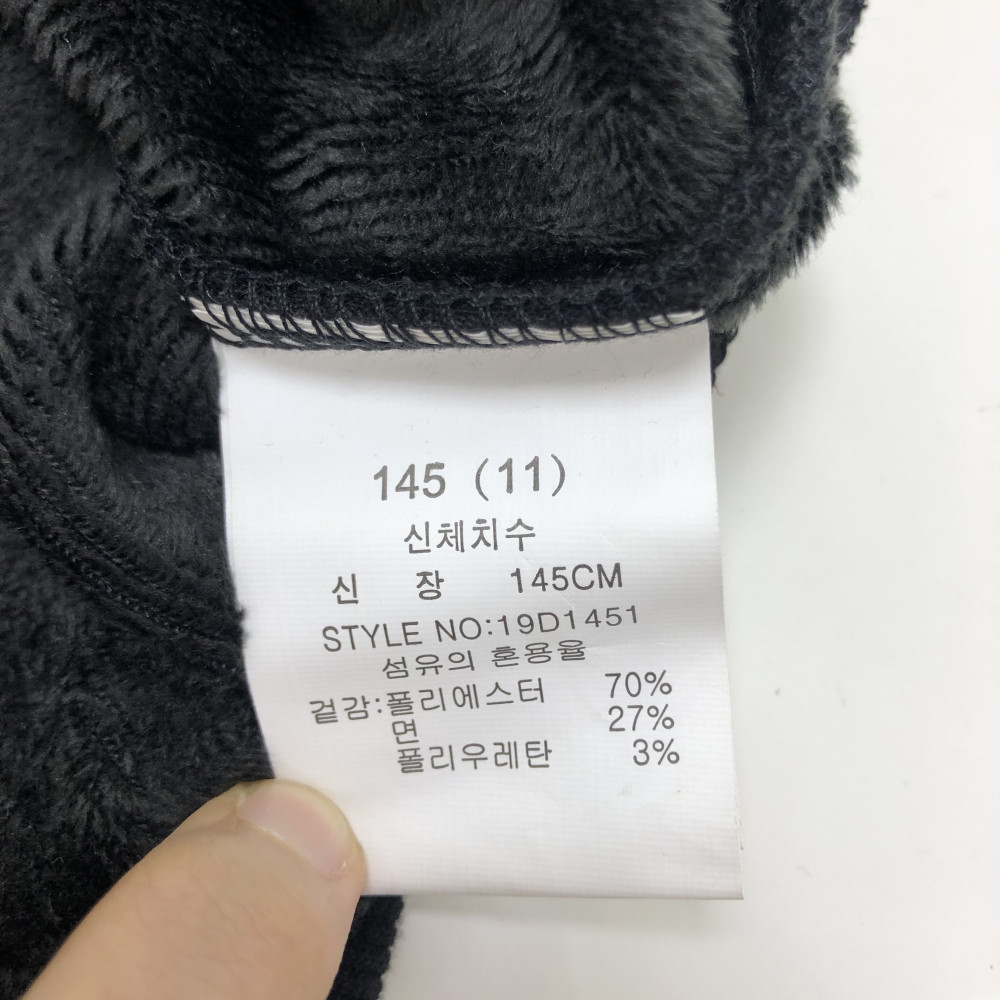 145 (11)
신체치수
신 장 145CM
STYLE NO:19D1451
섬유의 혼용율
겉감:폴리에스터 70%
면 27%
폴리우레탄 3%